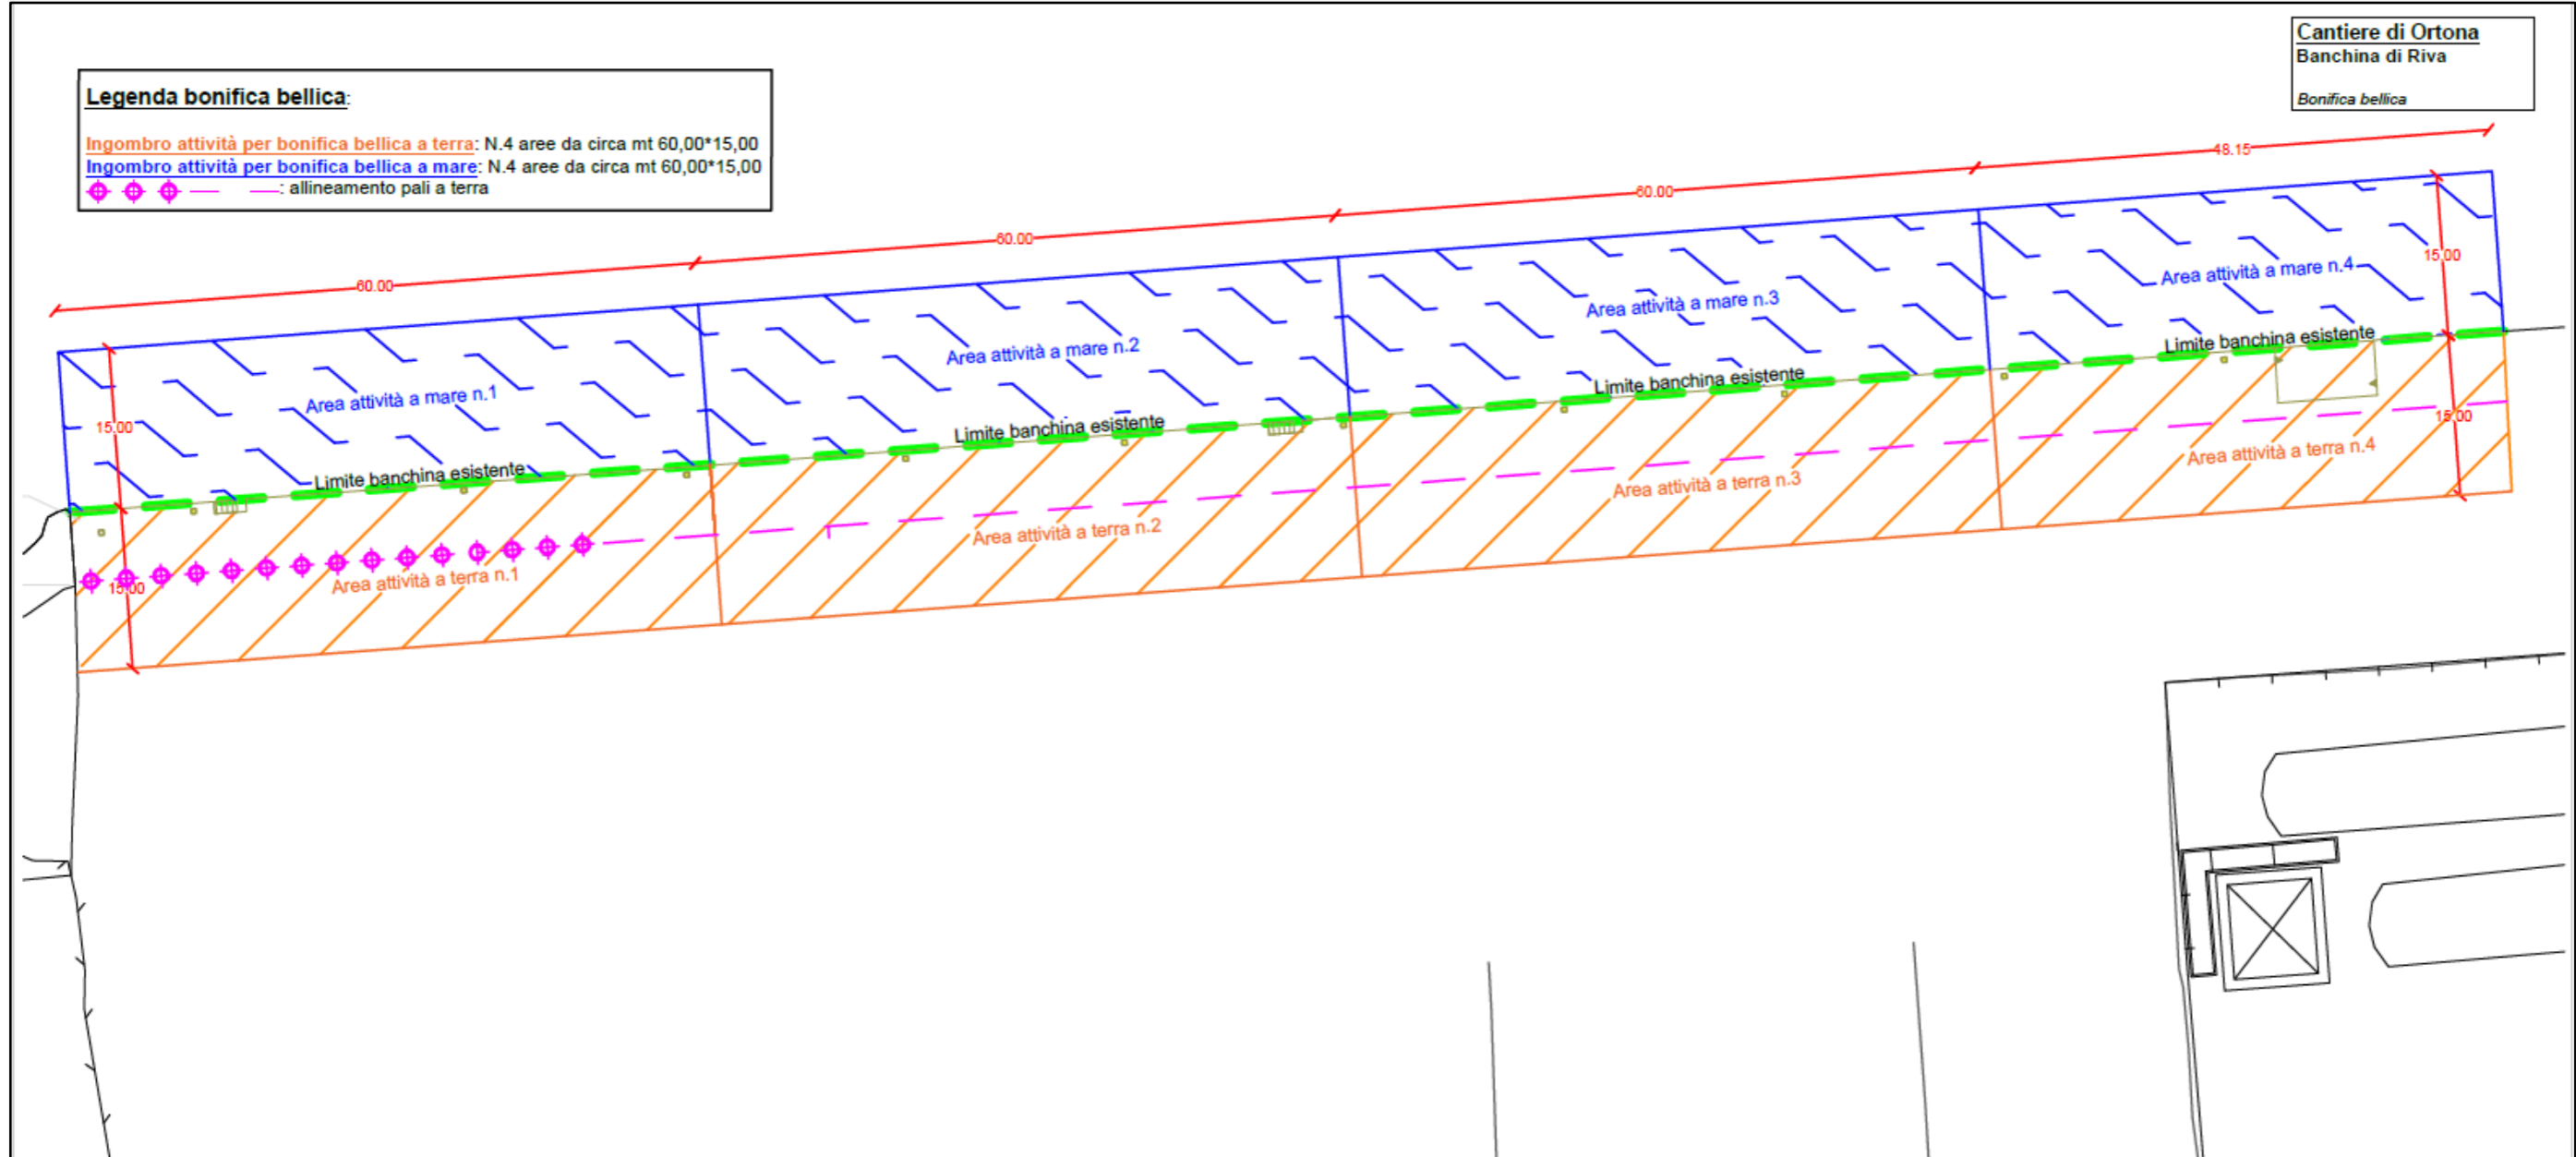 Cantiere di Ortona
Banchina di Riva
Bonifica bellica
Legenda bonifica bellica:
Ingombro attività per bonifica bellica a terra: N.4 aree da circa mt 60,00*15,00
Ingombro attività per bonifica bellica a mare: N.4 aree da circa mt 60,00*15,00
: allineamento pali a terra
60.00
60.00
60.00
48.15
Area attività a mare n.1
Area attività a mare n.2
Area attività a mare n.3
Area attività a mare n.4
15.00
15.00
Limite banchina esistente
Limite banchina esistente
Limite banchina esistente
Limite banchina esistente
15.00
15.00
Area attività a terra n.1
Area attività a terra n.2
Area attività a terra n.3
Area attività a terra n.4